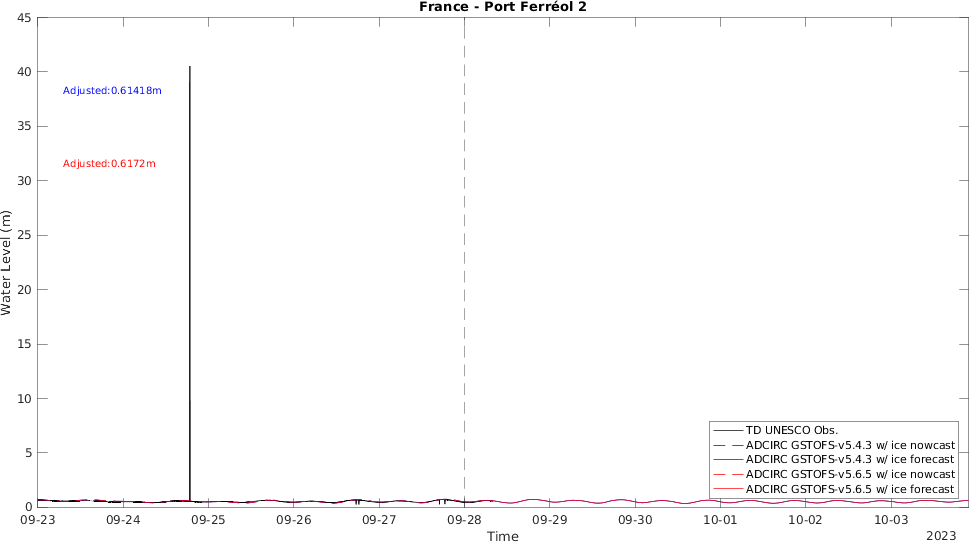 France - Port Ferréol 2
Water Level (m)
45
40
35
30
25
20
15
10
5
0
Adjusted:0.61418m
Adjusted:0.6172m
TD UNESCO Obs.
ADCIRC GSTOFS-v5.4.3 w/ ice nowcast
ADCIRC GSTOFS-v5.4.3 w/ ice forecast
ADCIRC GSTOFS-v5.6.5 w/ ice nowcast
ADCIRC GSTOFS-v5.6.5 w/ ice forecast
09-23 09-24 09-25 09-26 09-27 09-28 09-29 09-30 10-01 10-02 10-03
Time
2023